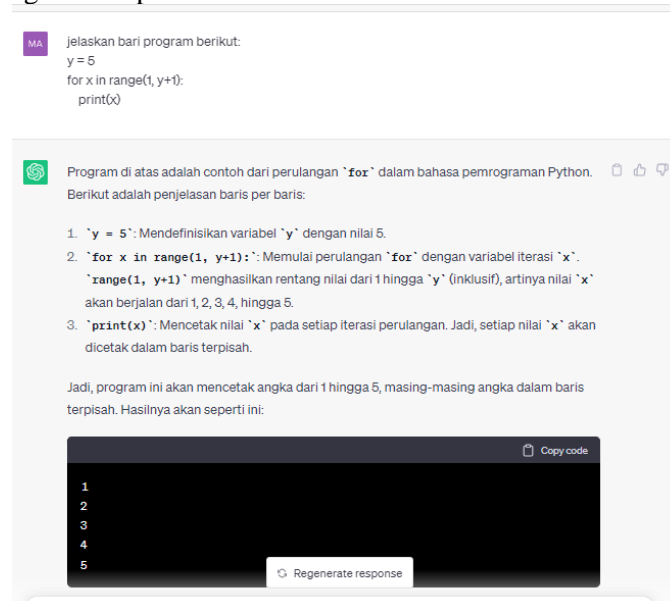 MA
jelaskan bari program berikut:
y = 5
for x in range(1, y+1):
print(x)
Program di atas adalah contoh dari perulangan `for` dalam bahasa pemrograman Python.
Berikut adalah penjelasan baris per baris:
1. `y = 5`: Mendefinisikan variabel `y` dengan nilai 5.
2. `for x in range(1, y+1):`: Memulai perulangan `for` dengan variabel iterasi `x`.
`range(1, y+1)` menghasilkan rentang nilai dari 1 hingga `y` (inklusif), artinya nilai `x`
akan berjalan dari 1, 2, 3, 4, hingga 5.
3. `print(x)`: Mencetak nilai `x` pada setiap iterasi perulangan. Jadi, setiap nilai `x` akan
dicetak dalam baris terpisah.
Jadi, program ini akan mencetak angka dari 1 hingga 5, masing-masing angka dalam baris
terpisah. Hasilnya akan seperti ini:
Copy code
1
2
3
4
5
Regenerate response